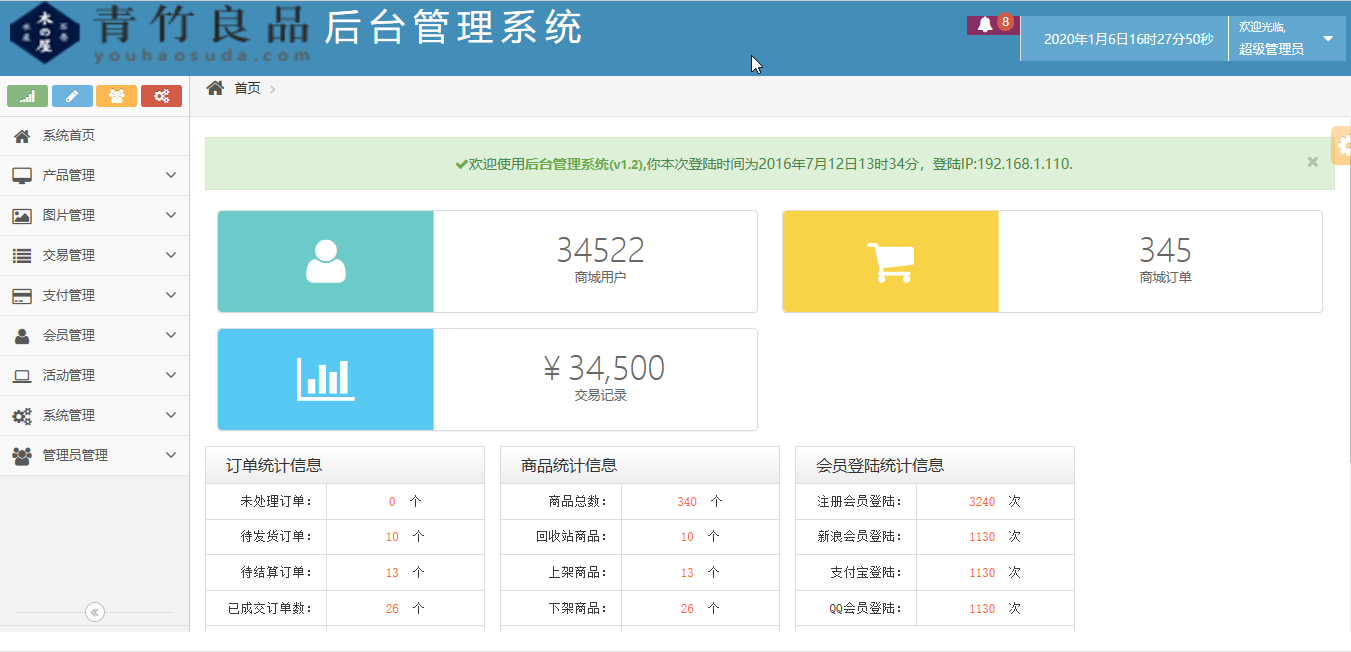 木の屋
青竹良品
youhaosuda.com
后台管理系统
8
2020年1月6日16时27分50秒
欢迎光临,
超级管理员
首页
系统首页
产品管理
图片管理
交易管理
支付管理
会员管理
活动管理
系统管理
管理员管理
欢迎使用后台管理系统(v1.2),你本次登陆时间为2016年7月12日13时34分，登陆IP:192.168.1.110.
34522
商城用户
345
商城订单
¥ 34,500
交易记录
订单统计信息
未处理订单： 0 个
待发货订单： 10 个
待结算订单： 13 个
已成交订单数： 26 个
商品统计信息
商品总数： 340 个
回收站商品： 10 个
上架商品： 13 个
下架商品： 26 个
会员登陆统计信息
注册会员登陆： 3240 次
新浪会员登陆： 1130 次
支付宝登陆： 1130 次
QQ会员登陆： 1130 次